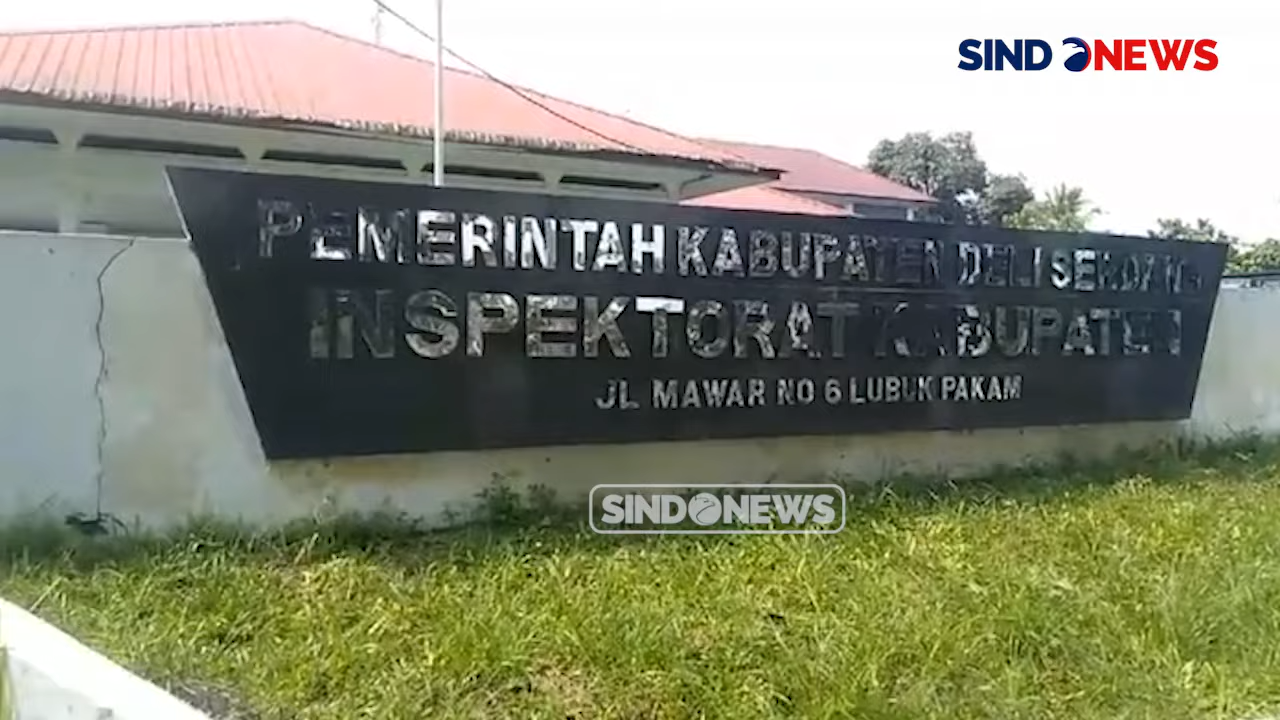 SINDONEWS
PEMERINTAH KABUPATEN DELI SERDANG
INSPEKTORAT KABUPATEN
JL MAWAR NO 6 LUBUK PAKAM
SINDONEWS